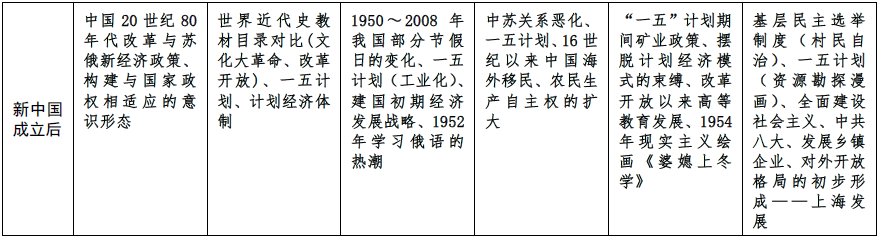 新中国
成立后
中国 20 世纪 80
年代改革与苏
俄新经济政策、
构建与国家政
权相适应的意
识形态
世界近代史教
材目录对比(文
化大革命、改革
开放)、一五计
划、计划经济体
制
1950～2008 年
我国部分节假
日的变化、一五
计划(工业化)、
建国初期经济
发展战略、1952
年学习俄语的
热潮
中苏关系恶化、
一五计划、16 世
纪以来中国海
外移民、农民生
产自主权的扩
大
“一五”计划期
间矿业政策、摆
脱计划经济模
式的束缚、改革
开放以来高等
教育发展、1954
年现实主义绘
画《婆媳上冬
学》
基层民主选举
制度（村民自
治）、一五计划
（资源勘探漫
画）、全面建设
社会主义、中共
八大、发展乡镇
企业、对外开放
格局的初步形
成——上海发
展